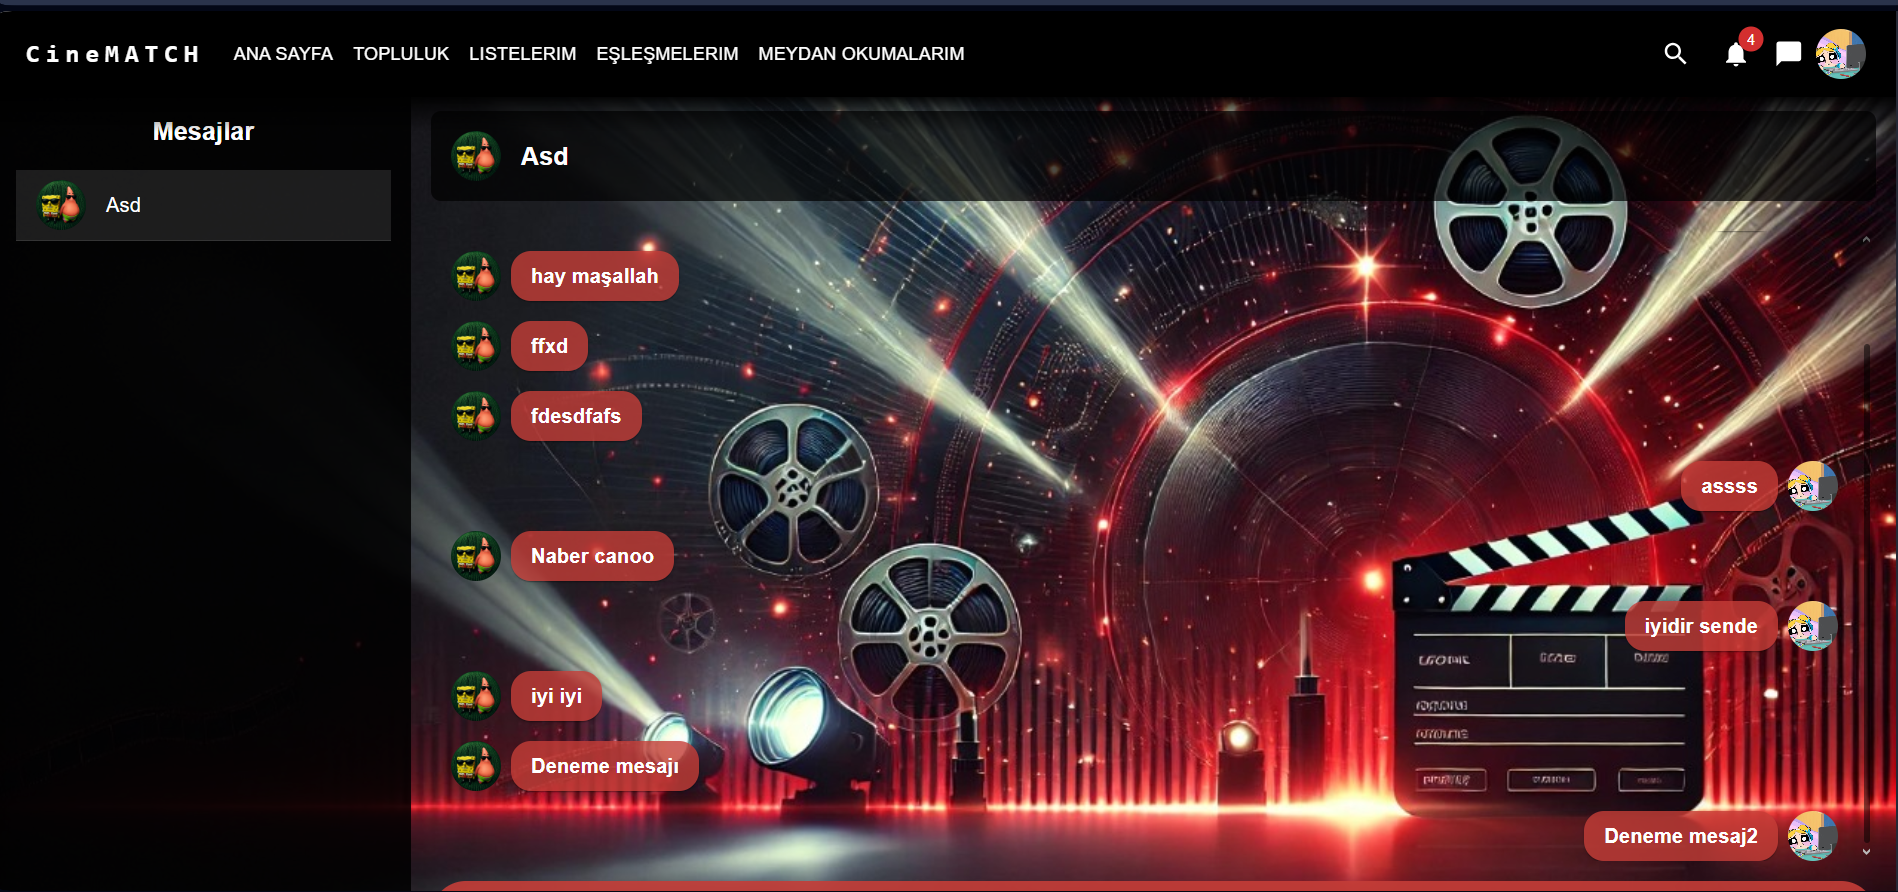 CineMATCH ANA SAYFA TOPLULUK LISTELERIM EŞLEŞMELERIM MEYDAN OKUMALARIM 4
Mesajlar
Asd
Asd
hay maşallah
ffxd
fdesdfafs
assss
Naber canoo
iyidir sende
iyi iyi
Deneme mesajı
Deneme mesaj2